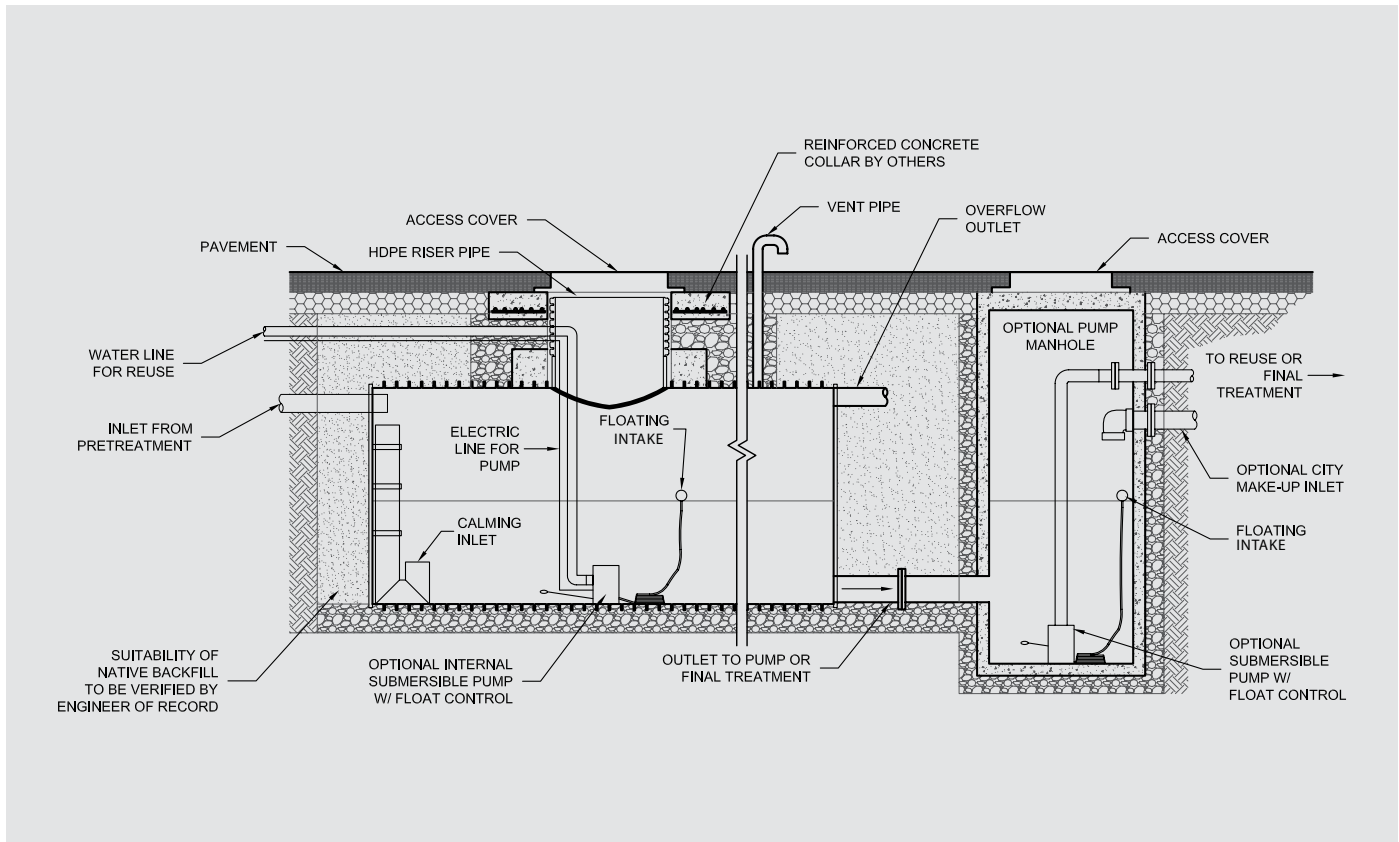 REINFORCED CONCRETE
COLLAR BY OTHERS
VENT PIPE
OVERFLOW
OUTLET
ACCESS COVER
ACCESS COVER
PAVEMENT
HDPE RISER PIPE
OPTIONAL PUMP
MANHOLE
WATER LINE
FOR REUSE
TO REUSE OR
FINAL
TREATMENT
INLET FROM
PRETREATMENT
ELECTRIC
LINE FOR
PUMP
FLOATING
INTAKE
OPTIONAL CITY
MAKE-UP INLET
CALMING
INLET
FLOATING
INTAKE
SUITABILITY OF
NATIVE BACKFILL
TO BE VERIFIED BY
ENGINEER OF RECORD
OPTIONAL INTERNAL
SUBMERSIBLE PUMP
W/ FLOAT CONTROL
OUTLET TO PUMP OR
FINAL TREATMENT
OPTIONAL
SUBMERSIBLE
PUMP W/
FLOAT CONTROL